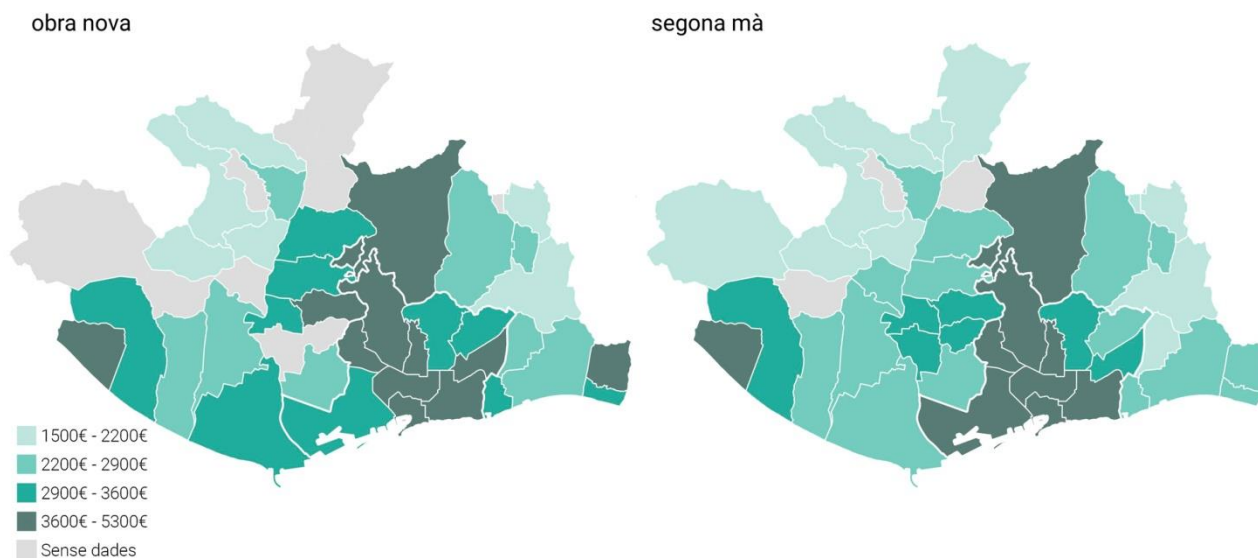 obra nova
segona mà
1500€ - 2200€
2200€ - 2900€
2900€ - 3600€
3600€ - 5300€
Sense dades